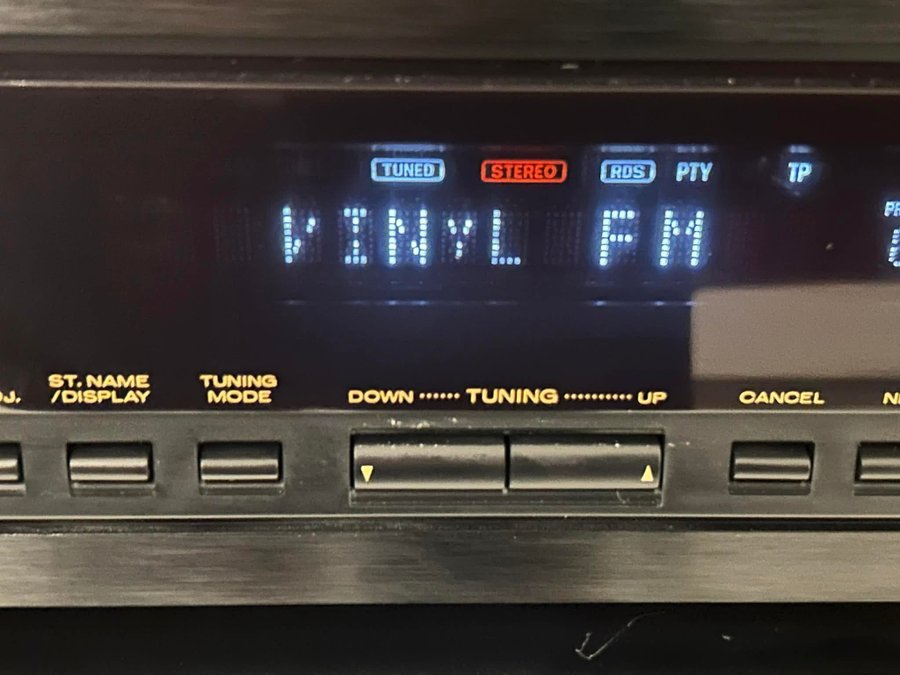 TUNED STEREO RDS PTY TP
VINYL FM
ST. NAME
/DISPLAY
TUNING
MODE
DOWN ...... TUNING .......... UP
CANCEL